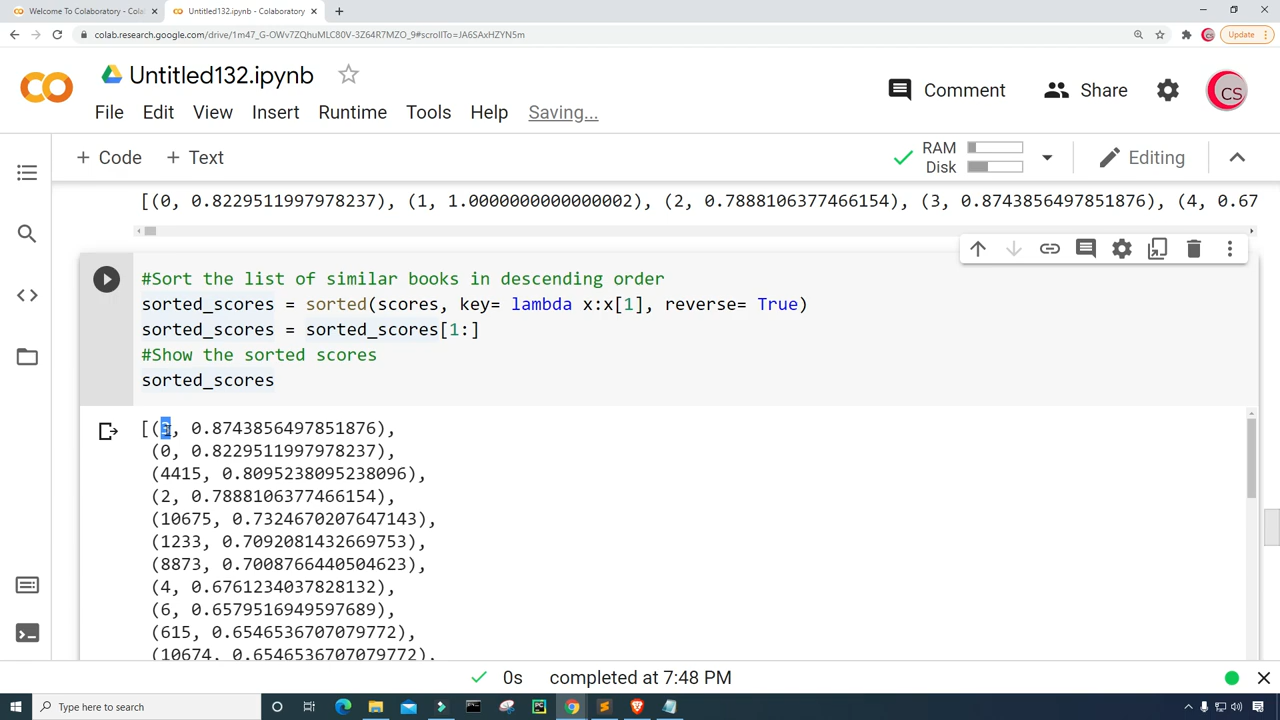 Welcome To Colaboratory - Colal
Untitled132.ipynb - Colaboratory
colab.research.google.com/drive/1m47_G-OWv7ZQhuMLC80V-3Z64R7MZO_9#scrollTo=JA6SAxHZYN5m
Update
Untitled132.ipynb
Comment
Share
CS
File Edit View Insert Runtime Tools Help Saving...
+ Code + Text
RAM
Disk
Editing
[(0, 0.8229511997978237), (1, 1.0000000000000002), (2, 0.7888106377466154), (3, 0.8743856497851876), (4, 0.67
#Sort the list of similar books in descending order
sorted_scores = sorted(scores, key= lambda x:x[1], reverse= True)
sorted_scores = sorted_scores[1:]
#Show the sorted scores
sorted_scores
[(3, 0.8743856497851876),
(0, 0.8229511997978237),
(4415, 0.8095238095238096),
(2, 0.7888106377466154),
(10675, 0.7324670207647143),
(1233, 0.7092081432669753),
(8873, 0.7008766440504623),
(4, 0.6761234037828132),
(6, 0.6579516949597689),
(615, 0.6546536707079772),
(10674, 0.6546536707079772),
0s completed at 7:48 PM
Type here to search